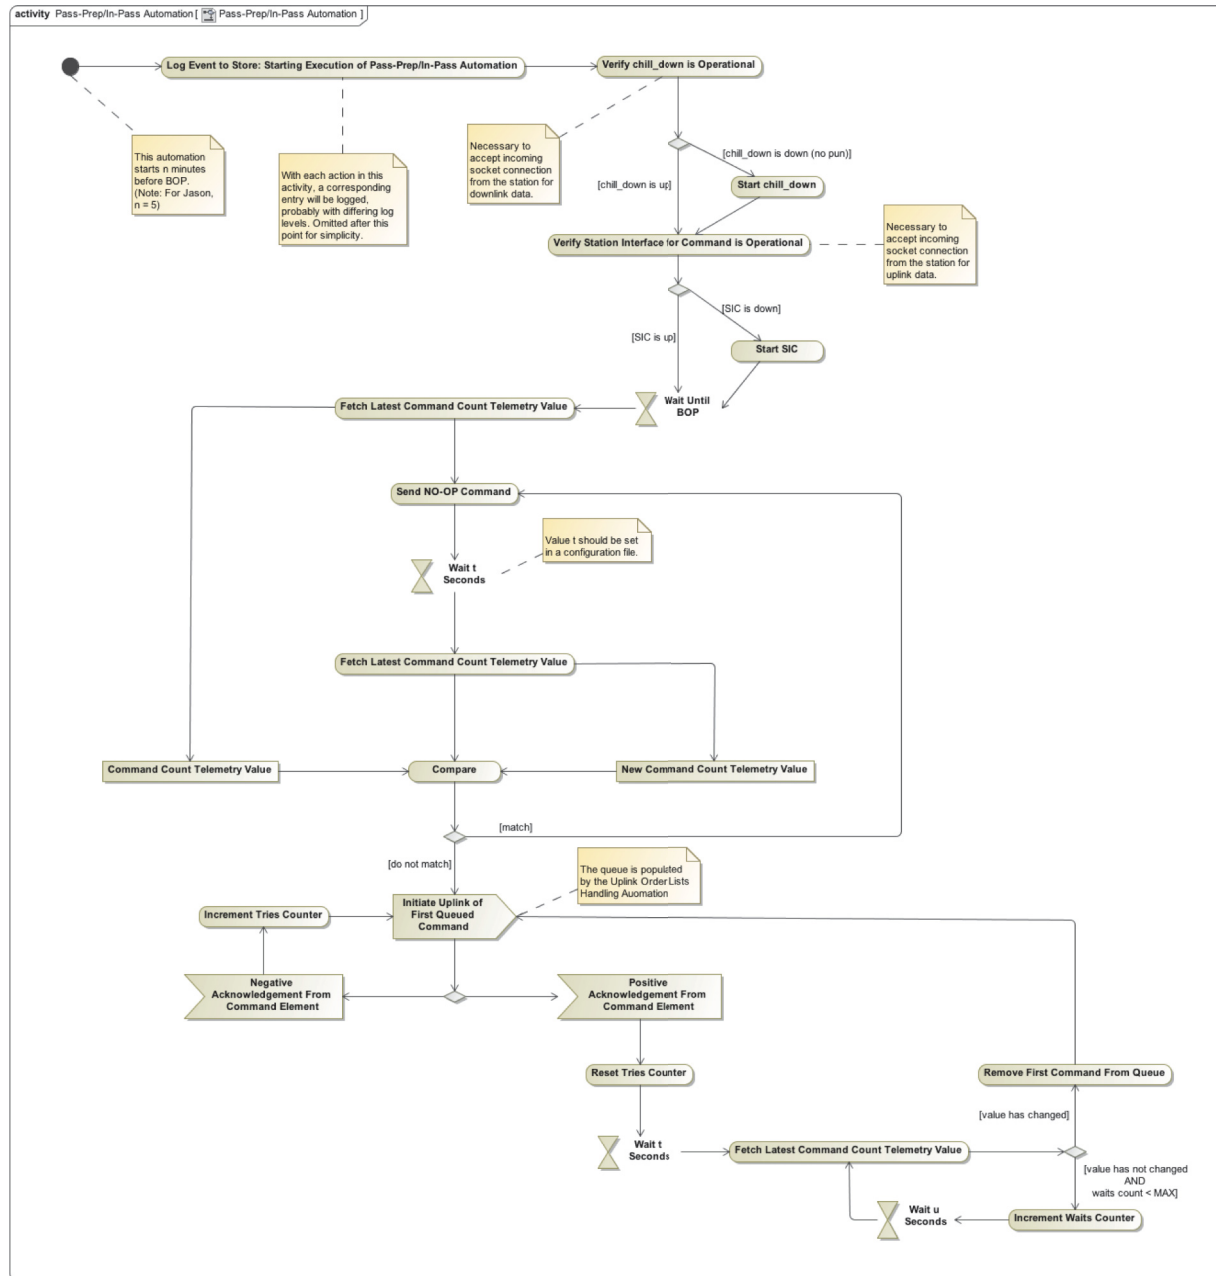 activity Pass-Prep/In-Pass Automation [ Pass-Prep/In-Pass Automation ]
Log Event to Store: Starting Execution of Pass-Prep/In-Pass Automation
Verify chill_down is Operational
This automation
starts n minutes
before BOP.
(Note: For Jason,
n = 5)
With each action in this
activity, a corresponding
entry will be logged,
probably with differing log
levels. Omitted after this
point for simplicity.
Necessary to
accept incoming
socket connection
from the station for
downlink data.
[chill_down is down (no pun)]
[chill_down is up]
Start chill_down
Verify Station Interface for Command is Operational
Necessary to
accept incoming
socket connection
from the station for
uplink data.
[SIC is down]
[SIC is up]
Start SIC
Wait Until
BOP
Fetch Latest Command Count Telemetry Value
Send NO-OP Command
Value t should be set
in a configuration file.
Wait t
Seconds
Fetch Latest Command Count Telemetry Value
Command Count Telemetry Value
Compare
New Command Count Telemetry Value
[match]
[do not match]
The queue is populated
by the Uplink Order Lists
Handling Auomation
Initiate Uplink of
First Queued
Command
Increment Tries Counter
Negative
Acknowledgement From
Command Element
Positive
Acknowledgement From
Command Element
Reset Tries Counter
Remove First Command From Queue
[value has changed]
Wait t
Seconds
Fetch Latest Command Count Telemetry Value
[value has not changed
AND
waits count < MAX]
Wait u
Seconds
Increment Waits Counter